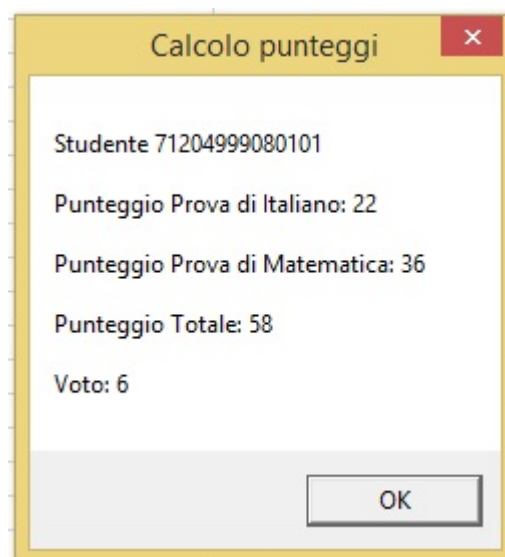 Calcolo punteggi
Studente 71204999080101
Punteggio Prova di Italiano: 22
Punteggio Prova di Matematica: 36
Punteggio Totale: 58
Voto: 6
OK